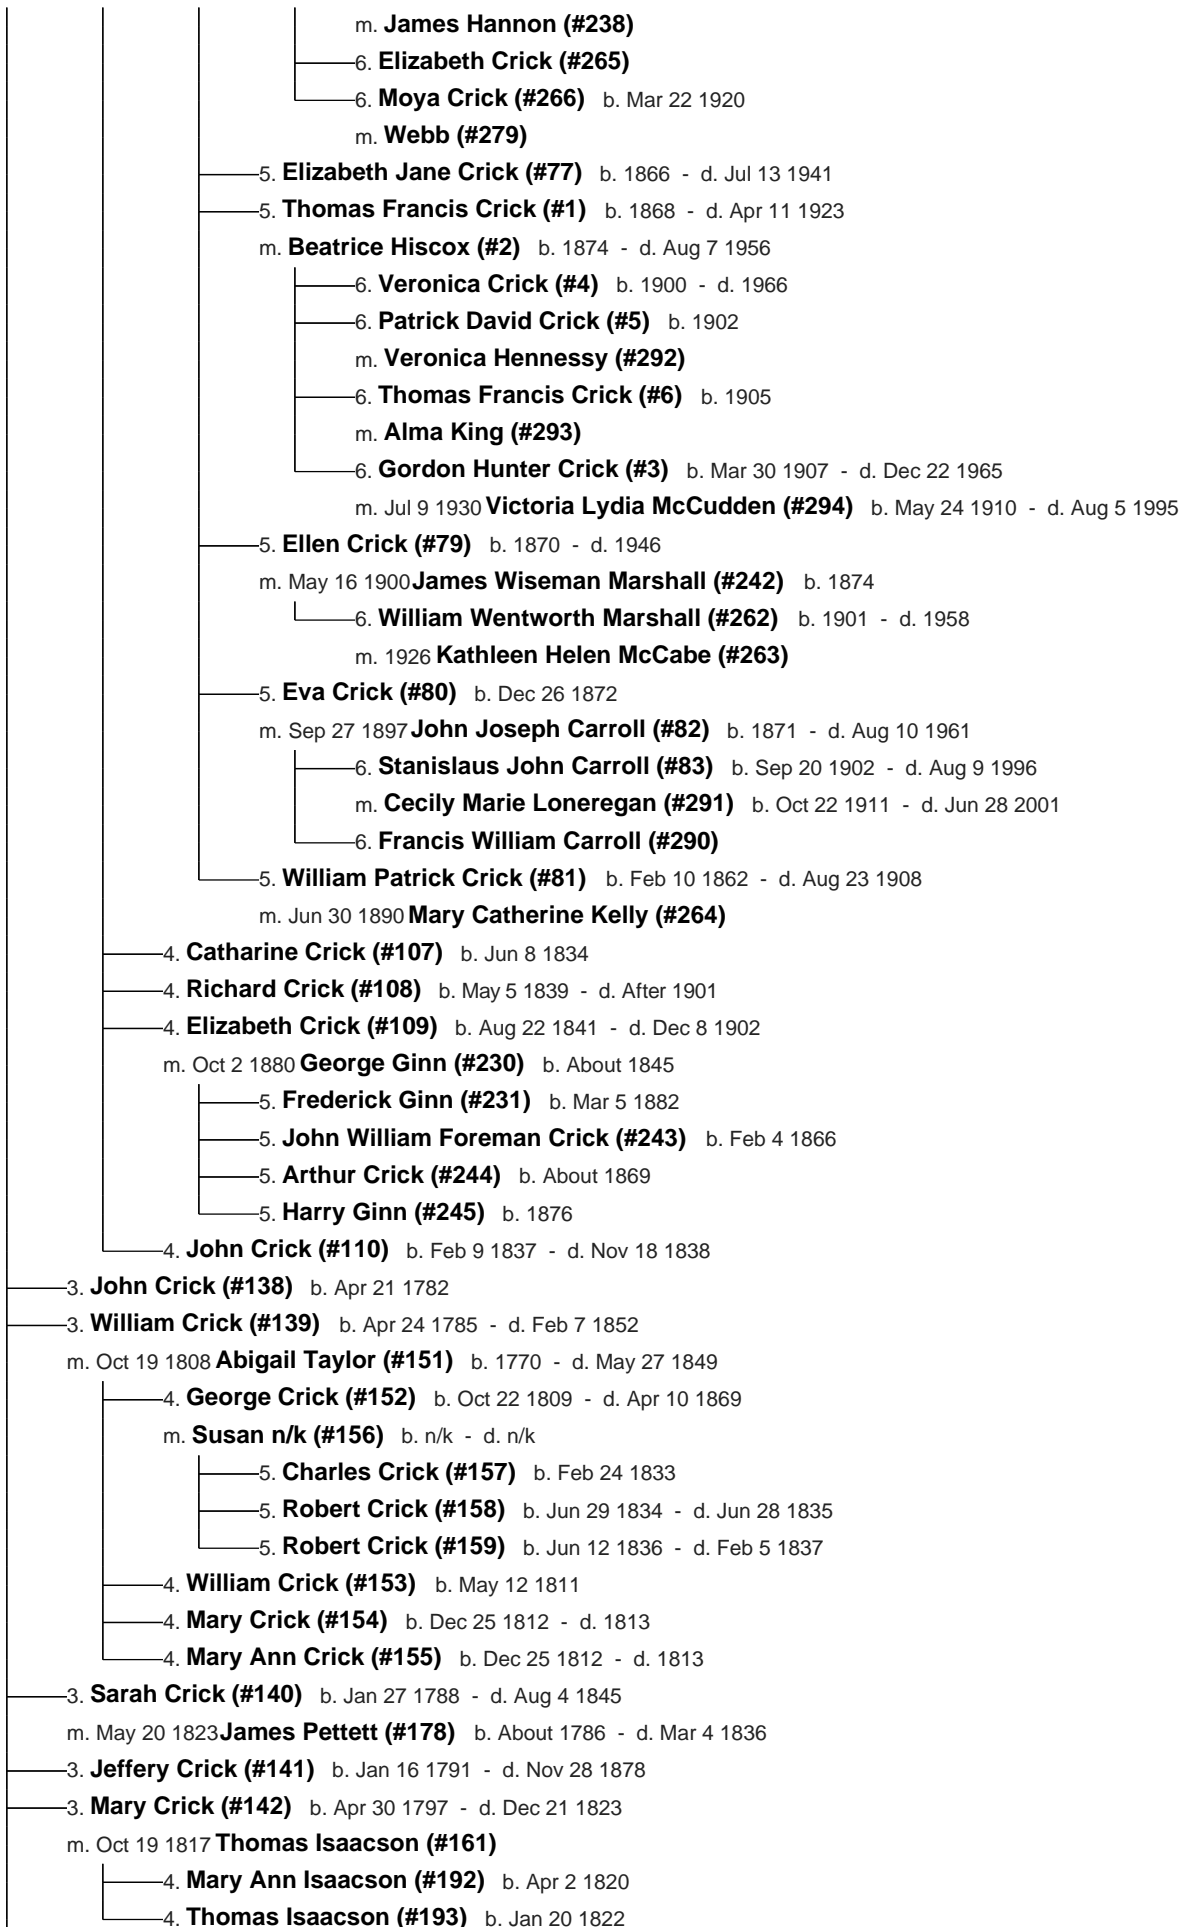 m. James Hannon (#238)
6. Elizabeth Crick (#265)
6. Moya Crick (#266) b. Mar 22 1920
m. Webb (#279)
5. Elizabeth Jane Crick (#77) b. 1866 - d. Jul 13 1941
5. Thomas Francis Crick (#1) b. 1868 - d. Apr 11 1923
m. Beatrice Hiscox (#2) b. 1874 - d. Aug 7 1956
6. Veronica Crick (#4) b. 1900 - d. 1966
6. Patrick David Crick (#5) b. 1902
m. Veronica Hennessy (#292)
6. Thomas Francis Crick (#6) b. 1905
m. Alma King (#293)
6. Gordon Hunter Crick (#3) b. Mar 30 1907 - d. Dec 22 1965
m. Jul 9 1930 Victoria Lydia McCudden (#294) b. May 24 1910 - d. Aug 5 1995
5. Ellen Crick (#79) b. 1870 - d. 1946
m. May 16 1900 James Wiseman Marshall (#242) b. 1874
6. William Wentworth Marshall (#262) b. 1901 - d. 1958
m. 1926 Kathleen Helen McCabe (#263)
5. Eva Crick (#80) b. Dec 26 1872
m. Sep 27 1897 John Joseph Carroll (#82) b. 1871 - d. Aug 10 1961
6. Stanislaus John Carroll (#83) b. Sep 20 1902 - d. Aug 9 1996
m. Cecily Marie Loneregan (#291) b. Oct 22 1911 - d. Jun 28 2001
6. Francis William Carroll (#290)
5. William Patrick Crick (#81) b. Feb 10 1862 - d. Aug 23 1908
m. Jun 30 1890 Mary Catherine Kelly (#264)
4. Catharine Crick (#107) b. Jun 8 1834
4. Richard Crick (#108) b. May 5 1839 - d. After 1901
4. Elizabeth Crick (#109) b. Aug 22 1841 - d. Dec 8 1902
m. Oct 2 1880 George Ginn (#230) b. About 1845
5. Frederick Ginn (#231) b. Mar 5 1882
5. John William Foreman Crick (#243) b. Feb 4 1866
5. Arthur Crick (#244) b. About 1869
5. Harry Ginn (#245) b. 1876
4. John Crick (#110) b. Feb 9 1837 - d. Nov 18 1838
3. John Crick (#138) b. Apr 21 1782
3. William Crick (#139) b. Apr 24 1785 - d. Feb 7 1852
m. Oct 19 1808 Abigail Taylor (#151) b. 1770 - d. May 27 1849
4. George Crick (#152) b. Oct 22 1809 - d. Apr 10 1869
m. Susan n/k (#156) b. n/k - d. n/k
5. Charles Crick (#157) b. Feb 24 1833
5. Robert Crick (#158) b. Jun 29 1834 - d. Jun 28 1835
5. Robert Crick (#159) b. Jun 12 1836 - d. Feb 5 1837
4. William Crick (#153) b. May 12 1811
4. Mary Crick (#154) b. Dec 25 1812 - d. 1813
4. Mary Ann Crick (#155) b. Dec 25 1812 - d. 1813
3. Sarah Crick (#140) b. Jan 27 1788 - d. Aug 4 1845
m. May 20 1823 James Pettett (#178) b. About 1786 - d. Mar 4 1836
3. Jeffery Crick (#141) b. Jan 16 1791 - d. Nov 28 1878
3. Mary Crick (#142) b. Apr 30 1797 - d. Dec 21 1823
m. Oct 19 1817 Thomas Isaacson (#161)
4. Mary Ann Isaacson (#192) b. Apr 2 1820
4. Thomas Isaacson (#193) b. Jan 20 1822